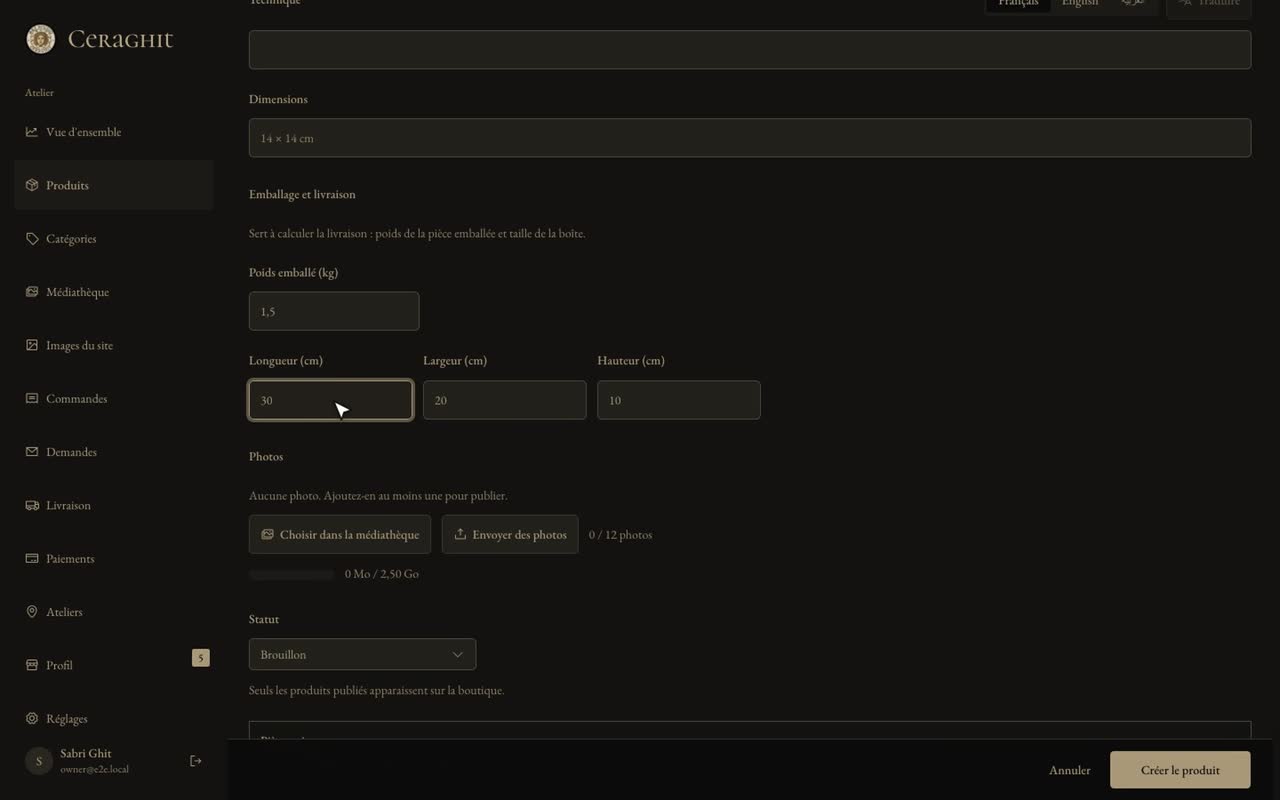 Technique
Français English Traduire
Ceraghit
Atelier
Vue d'ensemble
Produits
Catégories
Médiathèque
Images du site
Commandes
Demandes
Livraison
Paiements
Ateliers
Profil 5
Réglages
S Sabri Ghit
owner@e2e.local
Dimensions
14 × 14 cm
Emballage et livraison
Sert à calculer la livraison : poids de la pièce emballée et taille de la boîte.
Poids emballé (kg)
1,5
Longueur (cm) Largeur (cm) Hauteur (cm)
30 20 10
Photos
Aucune photo. Ajoutez-en au moins une pour publier.
Choisir dans la médiathèque Envoyer des photos 0 / 12 photos
0 Mo / 2,50 Go
Statut
Brouillon
Seuls les produits publiés apparaissent sur la boutique.
Annuler Créer le produit